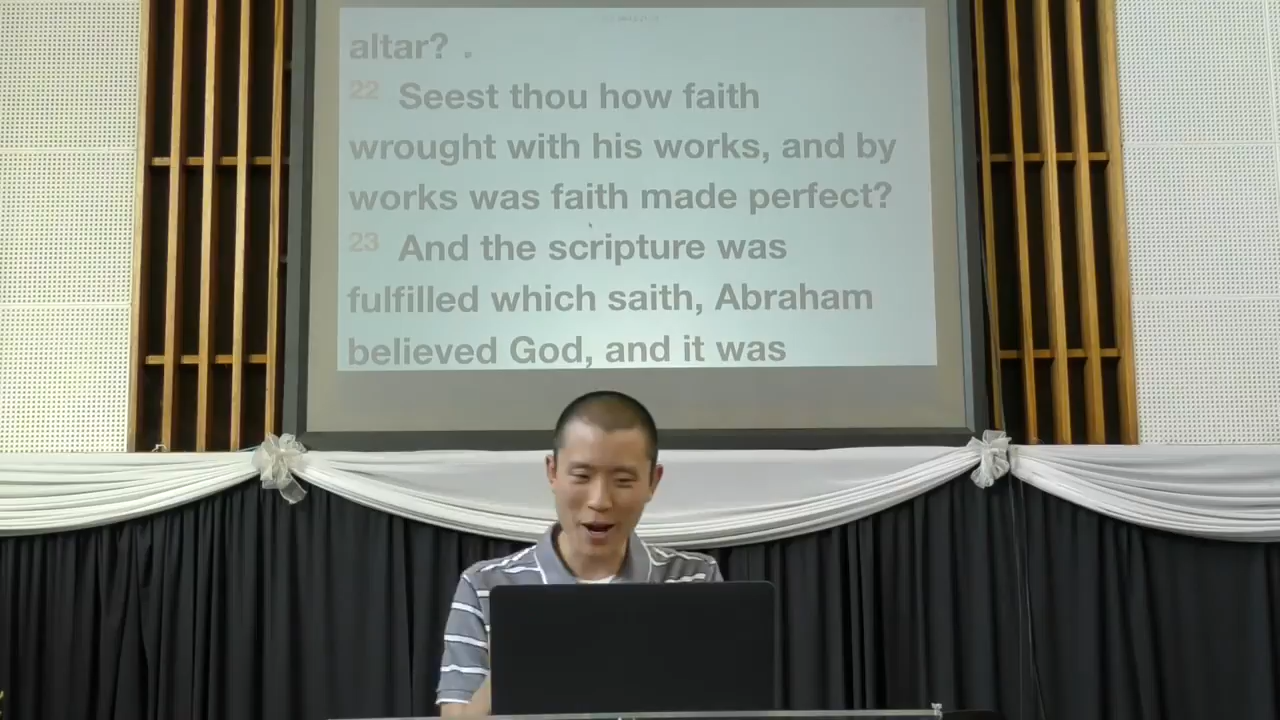 altar? .
22 Seest thou how faith
wrought with his works, and by
works was faith made perfect?
23 And the scripture was
fulfilled which saith, Abraham
believed God, and it was